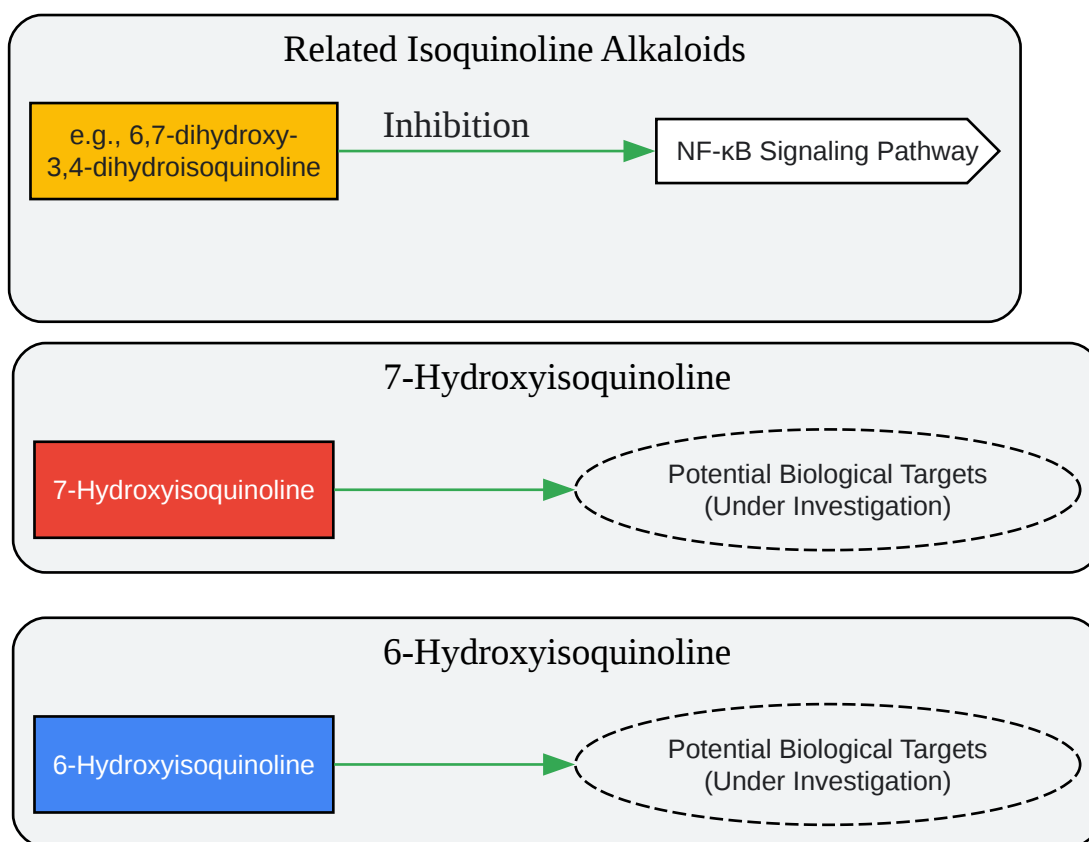 Related Isoquinoline Alkaloids
e.g., 6,7-dihydroxy-
3,4-dihydroisoquinoline
Inhibition
NF-κB Signaling Pathway
7-Hydroxyisoquinoline
7-Hydroxyisoquinoline
Potential Biological Targets
(Under Investigation)
6-Hydroxyisoquinoline
6-Hydroxyisoquinoline
Potential Biological Targets
(Under Investigation)